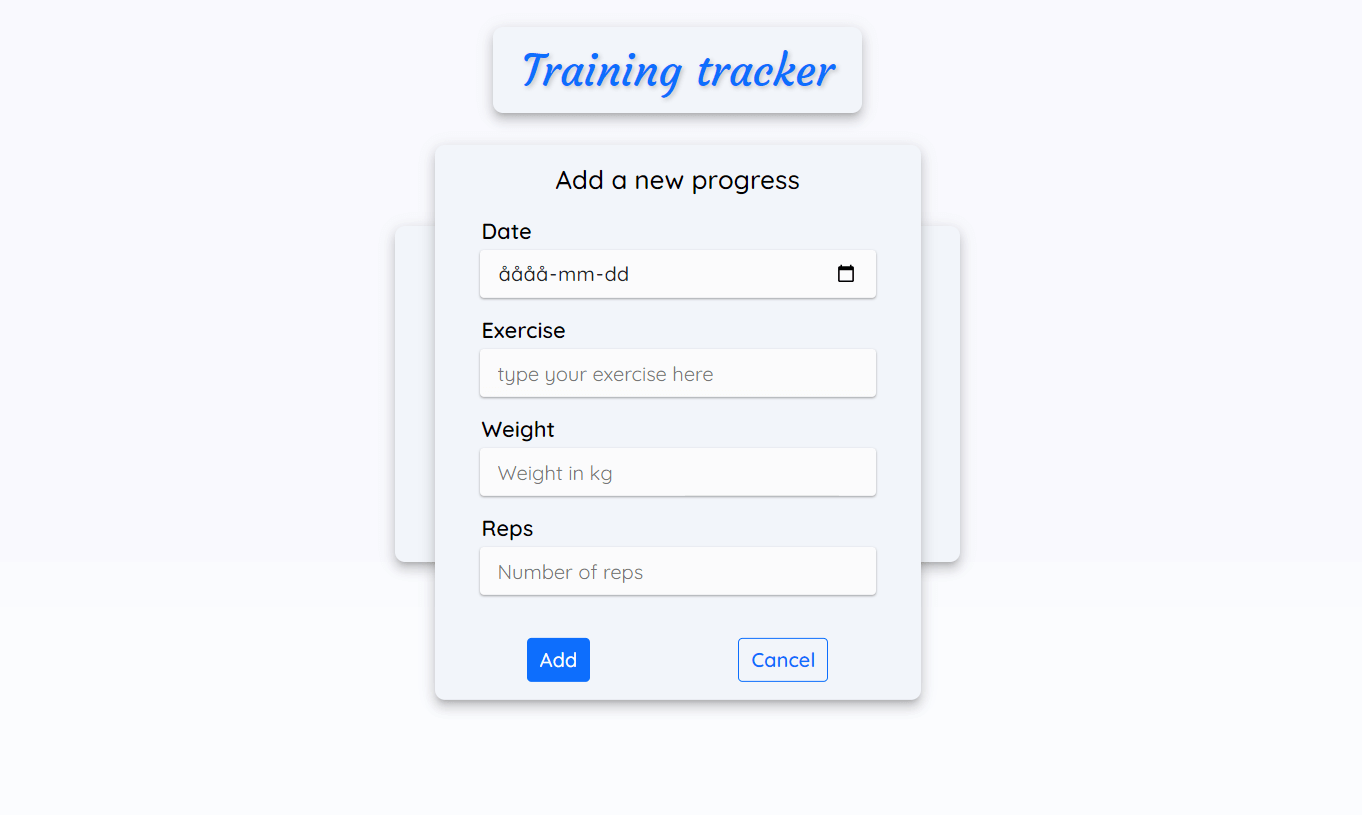 Training tracker
Add a new progress
Date
åååå-mm-dd
Exercise
type your exercise here
Weight
Weight in kg
Reps
Number of reps
Add
Cancel